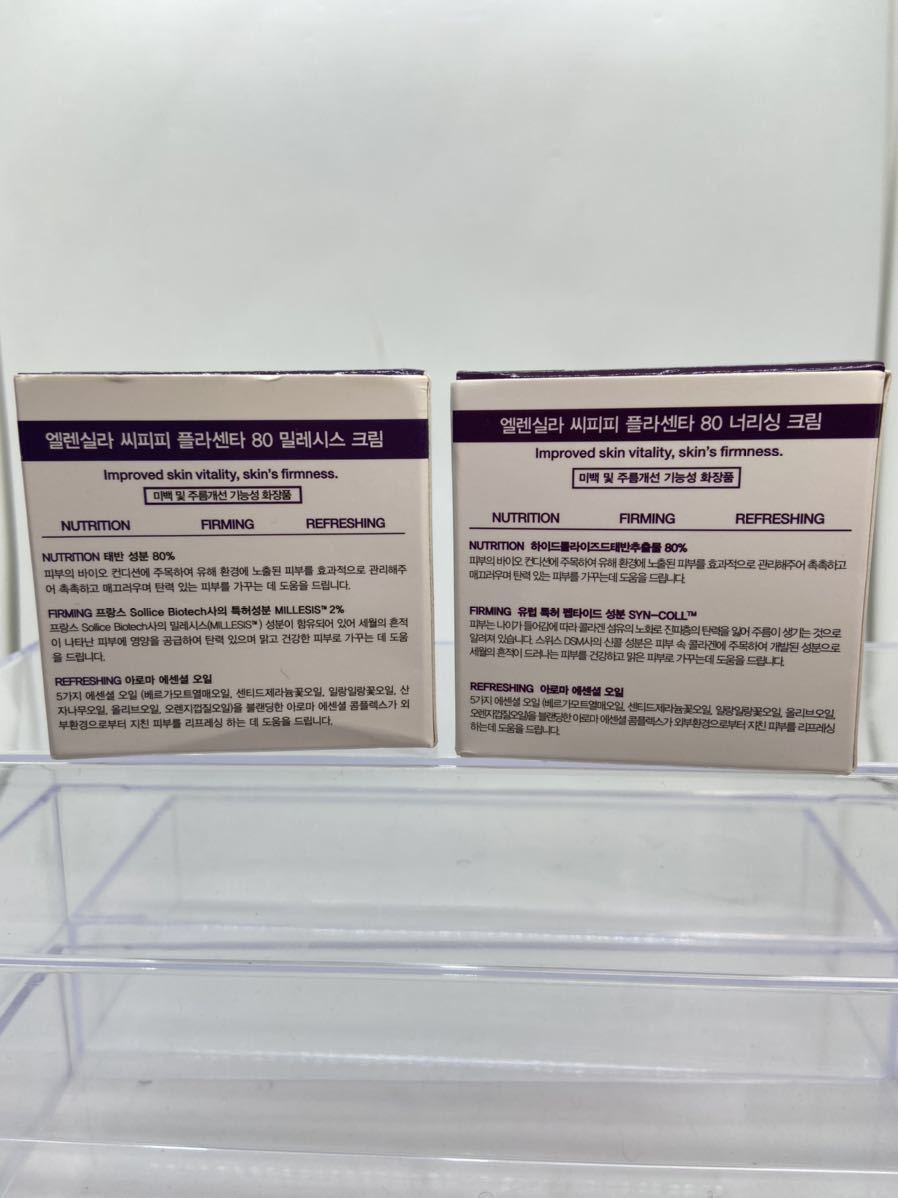 엘렌실라 씨피피 플라센타 80 밀레시스 크림
Improved skin vitality, skin's firmness.
미백 및 주름개선 기능성 화장품
NUTRITION FIRMING REFRESHING
NUTRITION 태반 성분 80%
피부의 바이오 컨디션에 주목하여 유해 환경에 노출된 피부를 효과적으로 관리해주
어 촉촉하고 매끄러우며 탄력 있는 피부를 가꾸는 데 도움을 드립니다.
FIRMING 프랑스 Sollice Biotech사의 특허성분 MILLESIS™ 2%
프랑스 Sollice Biotech사의 밀레시스(MILLESIS™) 성분이 함유되어 있어 세월의 흔적
이 나타난 피부에 영양을 공급하여 탄력 있으며 맑고 건강한 피부로 가꾸는 데 도움
을 드립니다.
REFRESHING 아로마 에센셜 오일
5가지 에센셜 오일 (베르가모트열매오일, 센티드제라늄꽃오일, 일랑일랑꽃오일, 산
자나무오일, 올리브오일, 오렌지껍질오일)을 블랜딩한 아로마 에센셜 콤플렉스가 외
부환경으로부터 지친 피부를 리프레싱 하는 데 도움을 드립니다.
엘렌실라 씨피피 플라센타 80 너리싱 크림
Improved skin vitality, skin's firmness.
미백 및 주름개선 기능성 화장품
NUTRITION FIRMING REFRESHING
NUTRITION 하이드롤라이즈드태반추출물 80%
피부의 바이오 컨디션에 주목하여 유해 환경에 노출된 피부를 효과적으로 관리해주어 촉촉하고
매끄러우며 탄력 있는 피부를 가꾸는데 도움을 드립니다.
FIRMING 유럽 특허 펩타이드 성분 SYN-COLL™
피부는 나이가 들어감에 따라 콜라겐 섬유의 노화로 진피층의 탄력을 잃어 주름이 생기는 것으로
알려져 있습니다. 스위스 DSM사의 신콜 성분은 피부 속 콜라겐에 주목하여 개발된 성분으로
세월의 흔적이 드러나는 피부를 건강하고 맑은 피부로 가꾸는데 도움을 드립니다.
REFRESHING 아로마 에센셜 오일
5가지 에센셜 오일 (베르가모트열매오일, 센티드제라늄꽃오일, 일랑일랑꽃오일, 올리브오일,
오렌지껍질오일)을 블랜딩한 아로마 에센셜 콤플렉스가 외부환경으로부터 지친 피부를 리프레싱
하는데 도움을 드립니다.